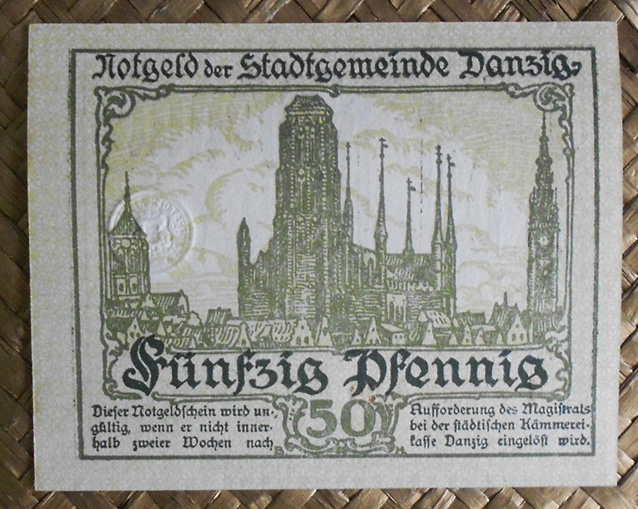 Notgeld der Stadtgemeinde Danzig.
Fünfzig Pfennig
Dieser Notgeldschein wird un-
gültig, wenn er nicht inner-
halb zweier Wochen nach
50
Aufforderung des Magistrats
bei der städtischen Kämmerei-
kasse Danzig eingelöst wird.